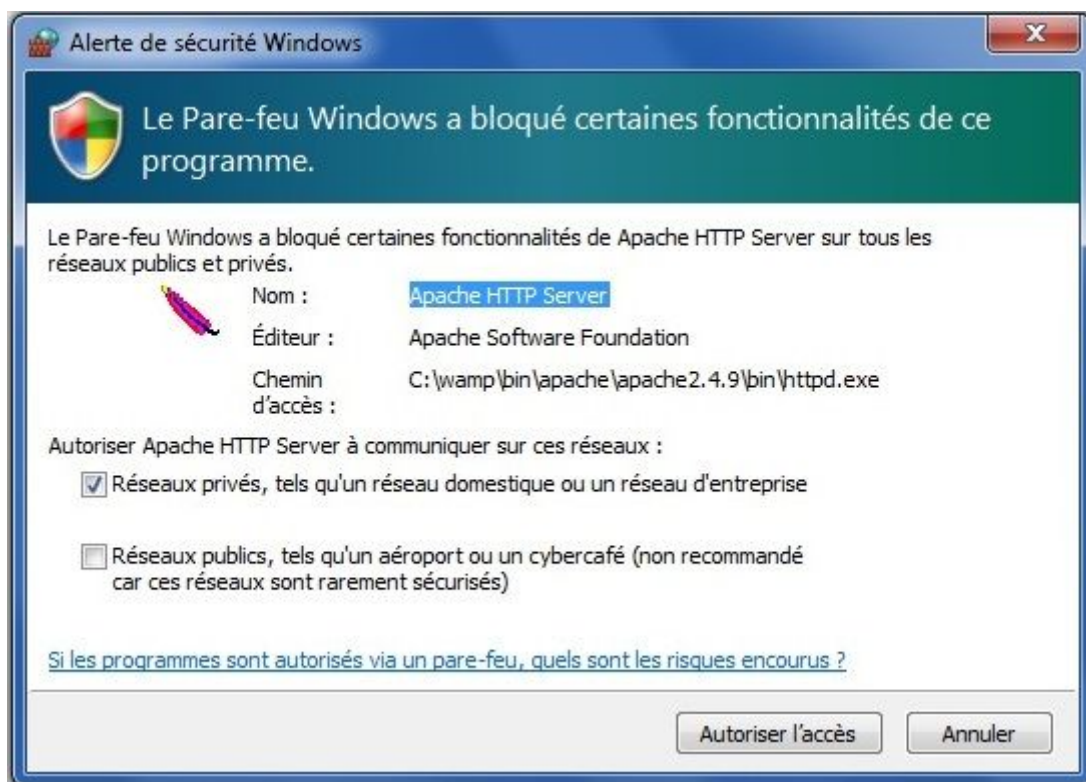 Alerte de sécurité Windows
X
Le Pare-feu Windows a bloqué certaines fonctionnalités de ce
programme.
Le Pare-feu Windows a bloqué certaines fonctionnalités de Apache HTTP Server sur tous les
réseaux publics et privés.
Nom : Apache HTTP Server
Éditeur : Apache Software Foundation
Chemin C:\wamp\bin\apache\apache2.4.9\bin\httpd.exe
d'accès :
Autoriser Apache HTTP Server à communiquer sur ces réseaux :
Réseaux privés, tels qu'un réseau domestique ou un réseau d'entreprise
Réseaux publics, tels qu'un aéroport ou un cybercafé (non recommandé
car ces réseaux sont rarement sécurisés)
Si les programmes sont autorisés via un pare-feu, quels sont les risques encourus ?
Autoriser l'accès Annuler